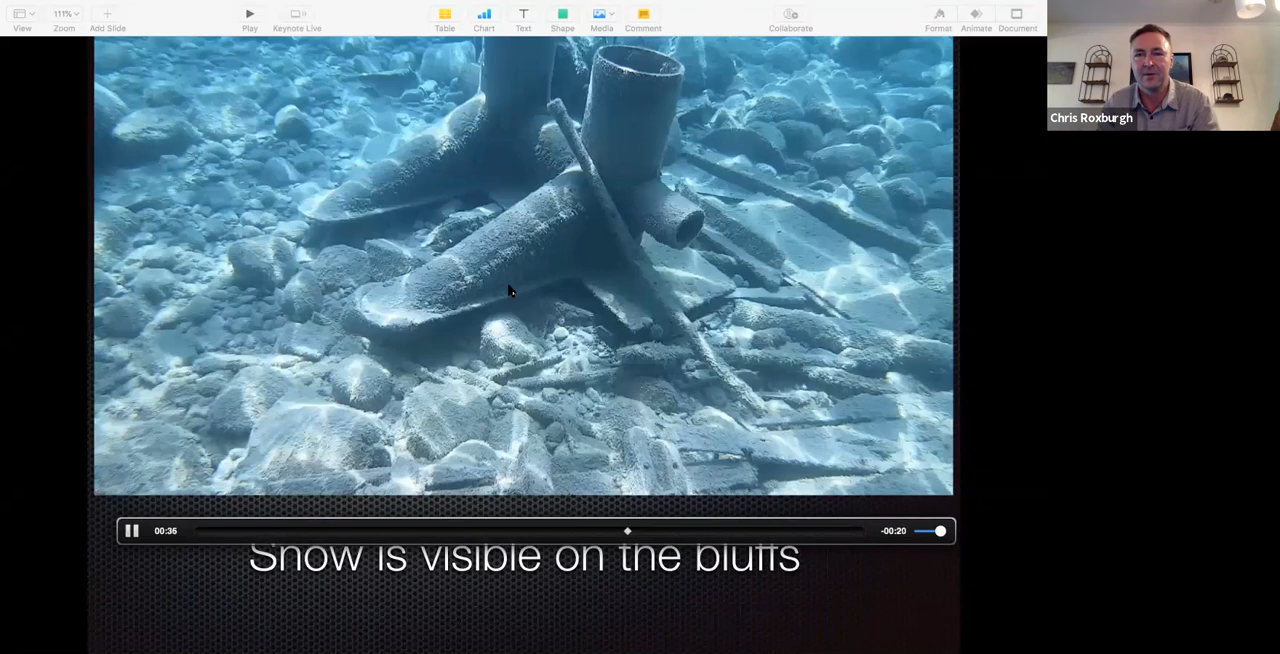 View
Zoom
Add Slide
Play
Keynote Live
Table
Chart
Text
Shape
Media
Comment
Collaborate
Format
Animate
Document
111%
T
Chris Roxburgh
00:36
-00:20
Snow is visible on the bluffs